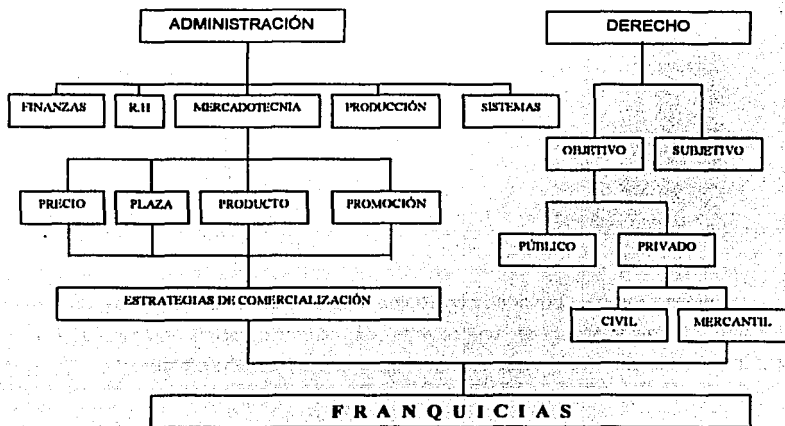 ADMINISTRACIÓN
DERECHO
FINANZAS
R.H
MERCADOTECNIA
PRODUCCIÓN
SISTEMAS
OBJETIVO
SUBJETIVO
PRECIO
PLAZA
PRODUCTO
PROMOCIÓN
PÚBLICO
PRIVADO
ESTRATEGIAS DE COMERCIALIZACIÓN
CIVIL
MERCANTIL
FRANQUICIAS